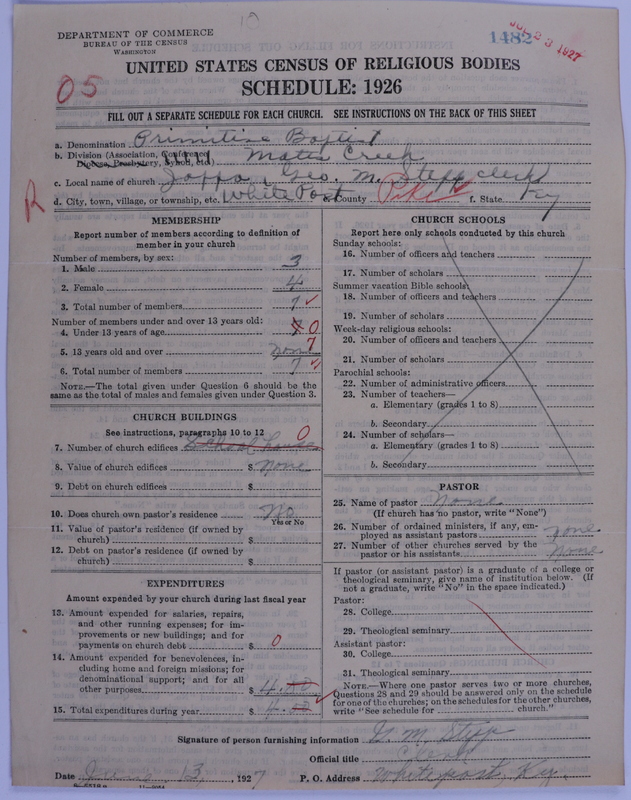 10
DEPARTMENT OF COMMERCE
BUREAU OF THE CENSUS
WASHINGTON
1482
JUL 23 1927
UNITED STATES CENSUS OF RELIGIOUS BODIES
05
SCHEDULE: 1926
FILL OUT A SEPARATE SCHEDULE FOR EACH CHURCH. SEE INSTRUCTIONS ON THE BACK OF THIS SHEET
a. Denomination Primitive Baptist
b. Division (Association, Conference, Mates Creek
Diocese, Presbytery, Synod, etc.)
c. Local name of church Joppa Geo. M. Stepp clerk
R
d. City, town, village, or township, etc. White Post e. County Pike f. State Ky
MEMBERSHIP
Report number of members according to definition of
member in your church
Number of members, by sex:
1. Male 3
2. Female 4
3. Total number of members 7
Number of members under and over 13 years old:
4. Under 13 years of age 0
5. 13 years old and over none 7
6. Total number of members 7
NOTE.—The total given under Question 6 should be the
same as the total of males and females given under Question 3.
CHURCH BUILDINGS
See instructions, paragraphs 10 to 12
7. Number of church edifices School house 0
8. Value of church edifices $ none
9. Debt on church edifices $
10. Does church own pastor's residence No
Yes or No
11. Value of pastor's residence (if owned by
church) $
12. Debt on pastor's residence (if owned by
church) $
EXPENDITURES
Amount expended by your church during last fiscal year
13. Amount expended for salaries, repairs,
and other running expenses; for im-
provements or new buildings; and for
payments on church debt $ 0
14. Amount expended for benevolences, in-
cluding home and foreign missions; for
denominational support; and for all
other purposes $ 4.
15. Total expenditures during year $ 4.
CHURCH SCHOOLS
Report here only schools conducted by this church
Sunday schools:
16. Number of officers and teachers
17. Number of scholars
Summer vacation Bible schools:
18. Number of officers and teachers
19. Number of scholars
Week-day religious schools:
20. Number of officers and teachers
21. Number of scholars
Parochial schools:
22. Number of administrative officers
23. Number of teachers—
a. Elementary (grades 1 to 8)
b. Secondary
24. Number of scholars—
a. Elementary (grades 1 to 8)
b. Secondary
PASTOR
25. Name of pastor None
(If church has no pastor, write "None")
26. Number of ordained ministers, if any, em-
ployed as assistant pastors none
27. Number of other churches served by the
pastor or his assistants None
If pastor (or assistant pastor) is a graduate of a college or
theological seminary, give name of institution below. (If
not a graduate, write "No" in the space indicated.)
Pastor:
28. College
29. Theological seminary
Assistant pastor:
30. College
31. Theological seminary
NOTE.—Where one pastor serves two or more churches,
Questions 28 and 29 should be answered only on the schedule
for one of the churches; on the schedules for the other churches,
write "See schedule for church."
Signature of person furnishing information G. M. Stepp
Official title Clerk
Date June 13, 1927 P. O. Address White post, Ky.